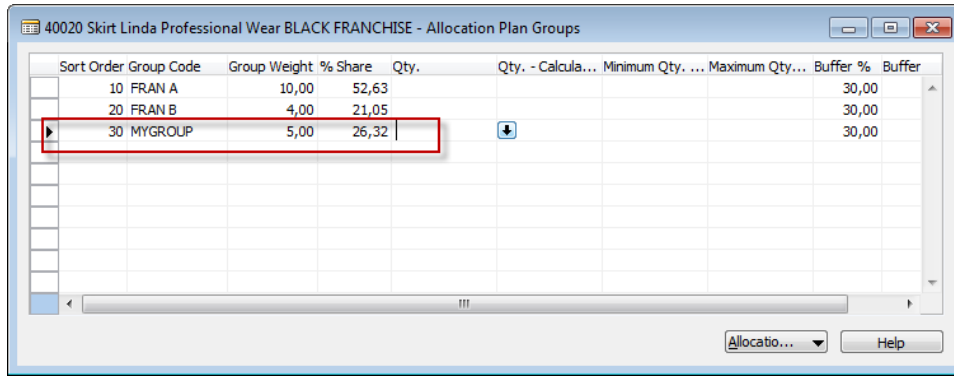 40020 Skirt Linda Professional Wear BLACK FRANCHISE - Allocation Plan Groups
Sort Order Group Code Group Weight % Share Qty. Qty. - Calcula... Minimum Qty. ... Maximum Qty... Buffer % Buffer
10 FRAN A 10,00 52,63 30,00
20 FRAN B 4,00 21,05 30,00
30 MYGROUP 5,00 26,32 30,00
Allocatio... Help